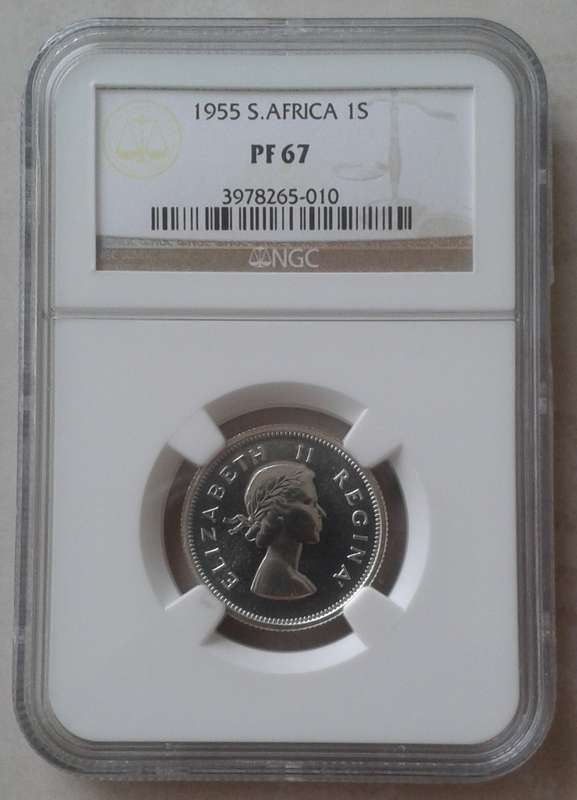 1955 S.AFRICA 1S
PF 67
3978265-010
NGC
ELIZABETH II REGINA